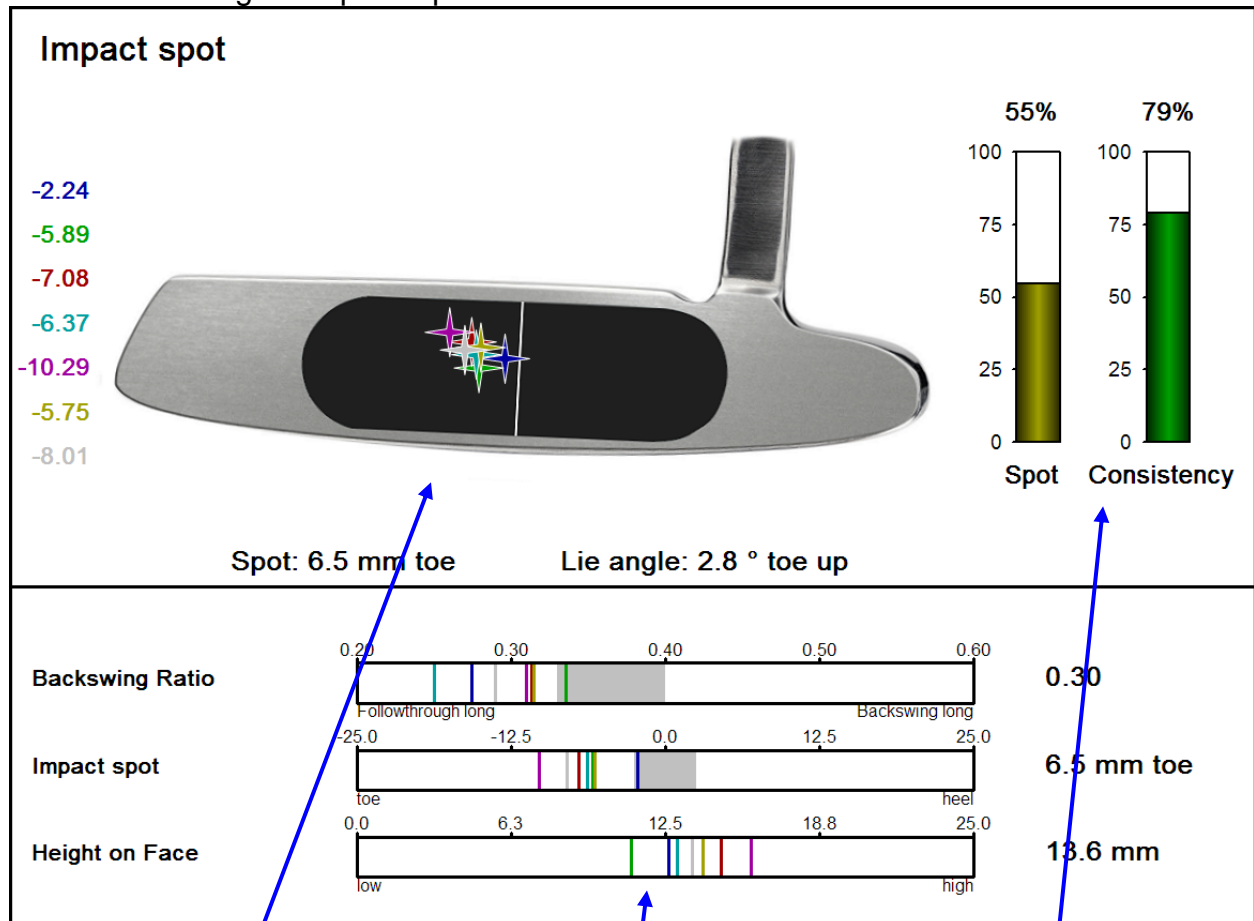 Impact spot
55% 79%
100 100
-2.24
75 75
-5.89
-7.08
50 50
-6.37
-10.29
25 25
-5.75
0 0
-8.01
Spot Consistency
Spot: 6.5 mm toe Lie angle: 2.8 ° toe up
0.20 0.30 0.40 0.50 0.60
Backswing Ratio 0.30
Followthrough long Backswing long
-25.0 -12.5 0.0 12.5 25.0
Impact spot 6.5 mm toe
toe heel
0.0 6.3 12.5 18.8 25.0
Height on Face 13.6 mm
low high